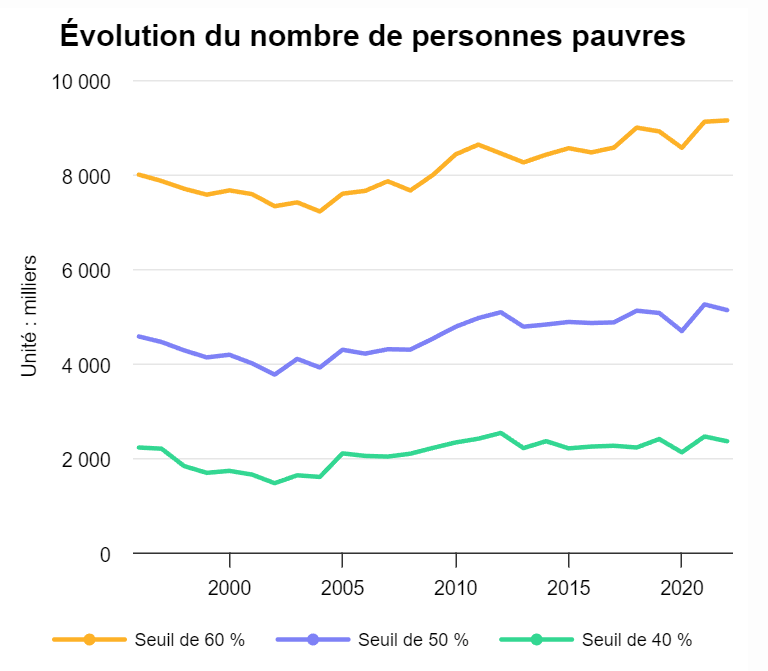 Évolution du nombre de personnes pauvres
10 000
8 000
6 000
4 000
2 000
0
Unité : milliers
2000 2005 2010 2015 2020
Seuil de 60 % Seuil de 50 % Seuil de 40 %